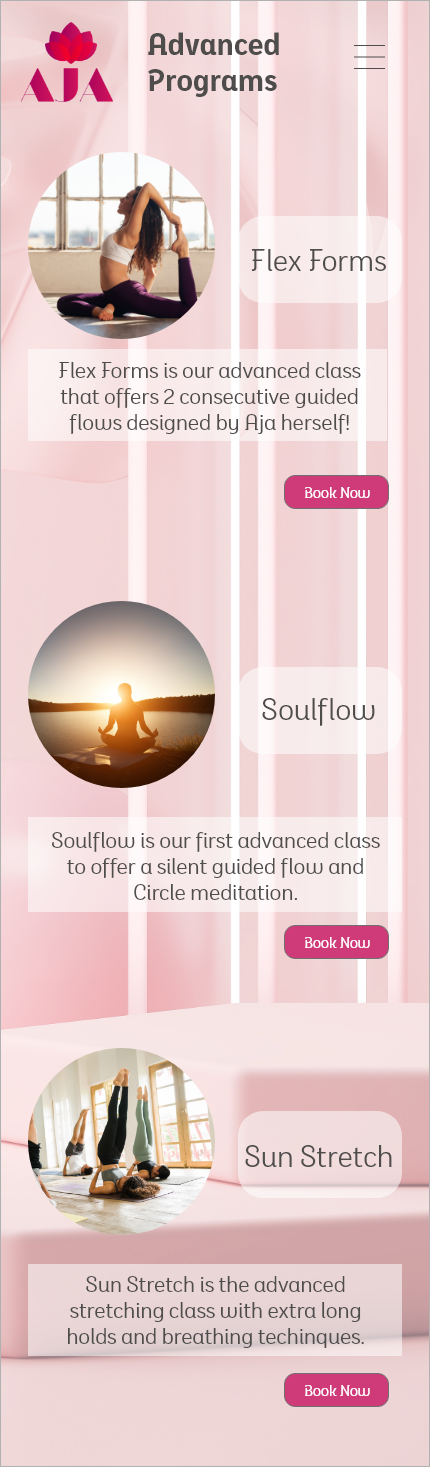 AJA
Advanced
Programs
Flex Forms
Flex Forms is our advanced class
that offers 2 consecutive guided
flows designed by Aja herself!
Book Now
Soulflow
Soulflow is our first advanced class
to offer a silent guided flow and
Circle meditation.
Book Now
Sun Stretch
Sun Stretch is the advanced
stretching class with extra long
holds and breathing techinques.
Book Now